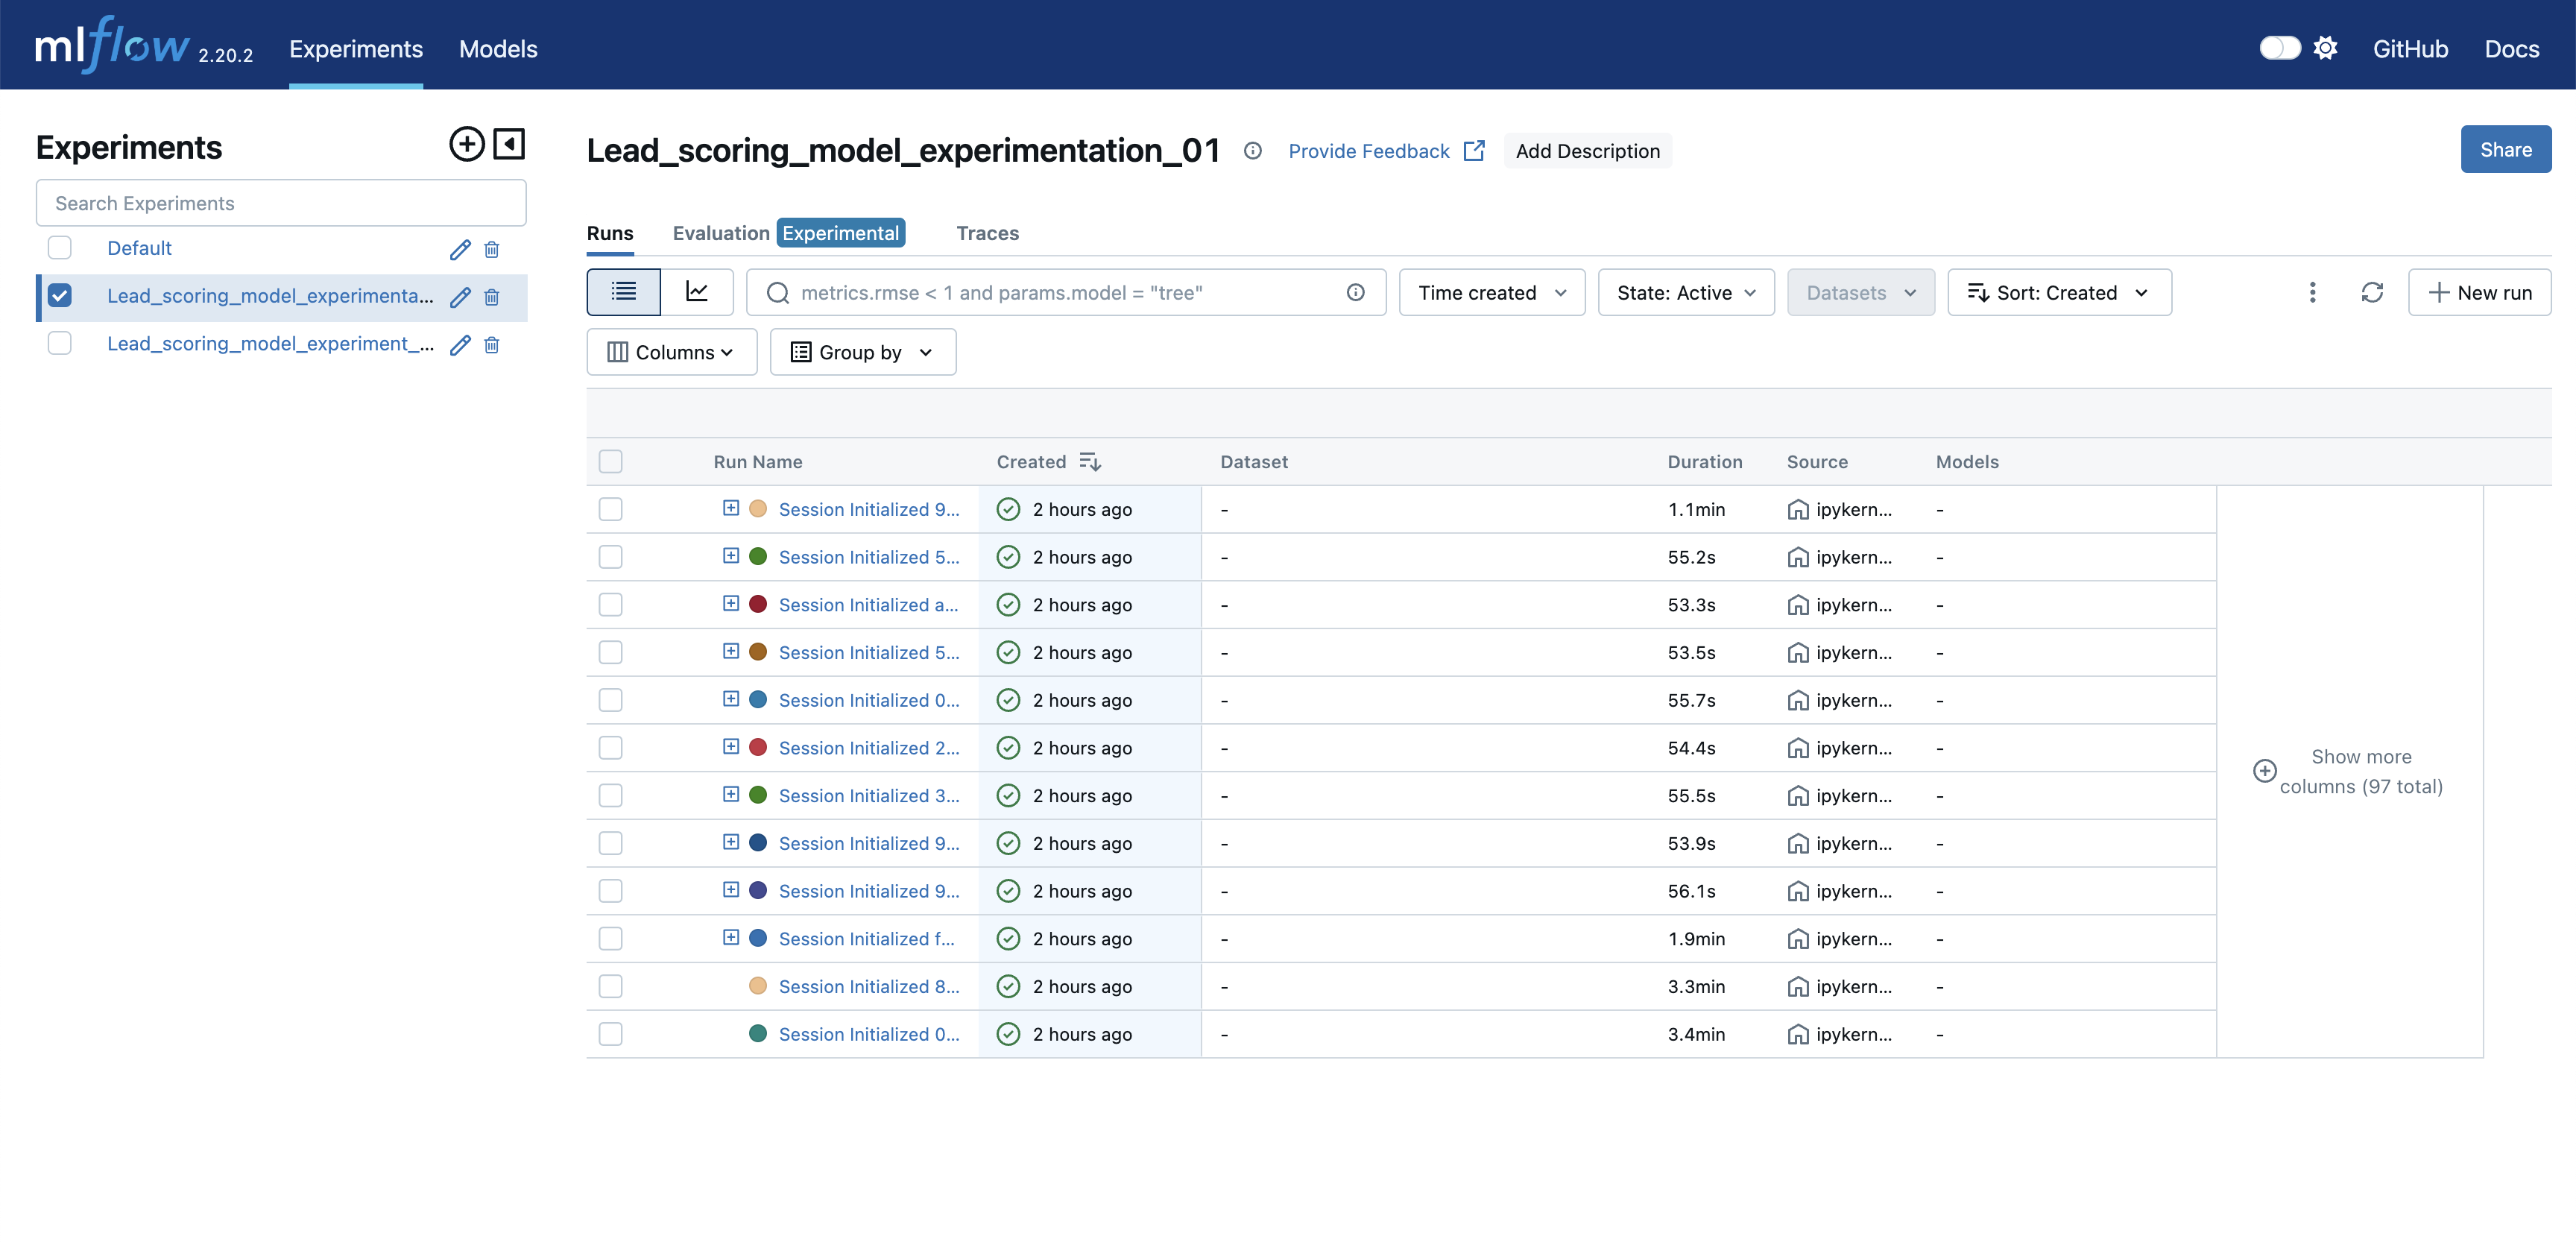 mlflow 2.20.2 Experiments Models GitHub Docs
Experiments
Search Experiments
Default
Lead_scoring_model_experimenta...
Lead_scoring_model_experiment_...
Lead_scoring_model_experimentation_01 Provide Feedback Add Description Share
Runs Evaluation Experimental Traces
metrics.rmse < 1 and params.model = "tree" Time created State: Active Datasets Sort: Created New run
Columns Group by
Run Name Created Dataset Duration Source Models
Session Initialized 9... 2 hours ago - 1.1min ipykern... -
Session Initialized 5... 2 hours ago - 55.2s ipykern... -
Session Initialized a... 2 hours ago - 53.3s ipykern... -
Session Initialized 5... 2 hours ago - 53.5s ipykern... -
Session Initialized 0... 2 hours ago - 55.7s ipykern... -
Session Initialized 2... 2 hours ago - 54.4s ipykern... -
Session Initialized 3... 2 hours ago - 55.5s ipykern... -
Session Initialized 9... 2 hours ago - 53.9s ipykern... -
Session Initialized 9... 2 hours ago - 56.1s ipykern... -
Session Initialized f... 2 hours ago - 1.9min ipykern... -
Session Initialized 8... 2 hours ago - 3.3min ipykern... -
Session Initialized 0... 2 hours ago - 3.4min ipykern... -
Show more
columns (97 total)